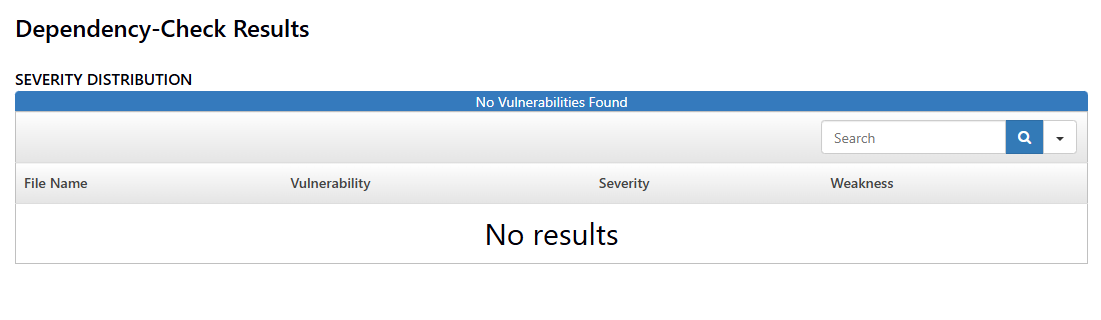 Dependency-Check Results
SEVERITY DISTRIBUTION
No Vulnerabilities Found
Search
File Name Vulnerability Severity Weakness
No results